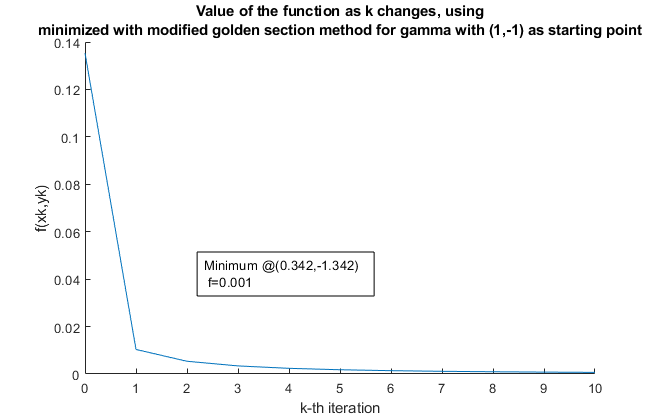 Value of the function as k changes, using
minimized with modified golden section method for gamma with (1,-1) as starting point
0.14
0.12
0.1
0.08
0.06
0.04
0.02
0
f(xk,yk)
Minimum @(0.342,-1.342)
f=0.001
0 1 2 3 4 5 6 7 8 9 10
k-th iteration